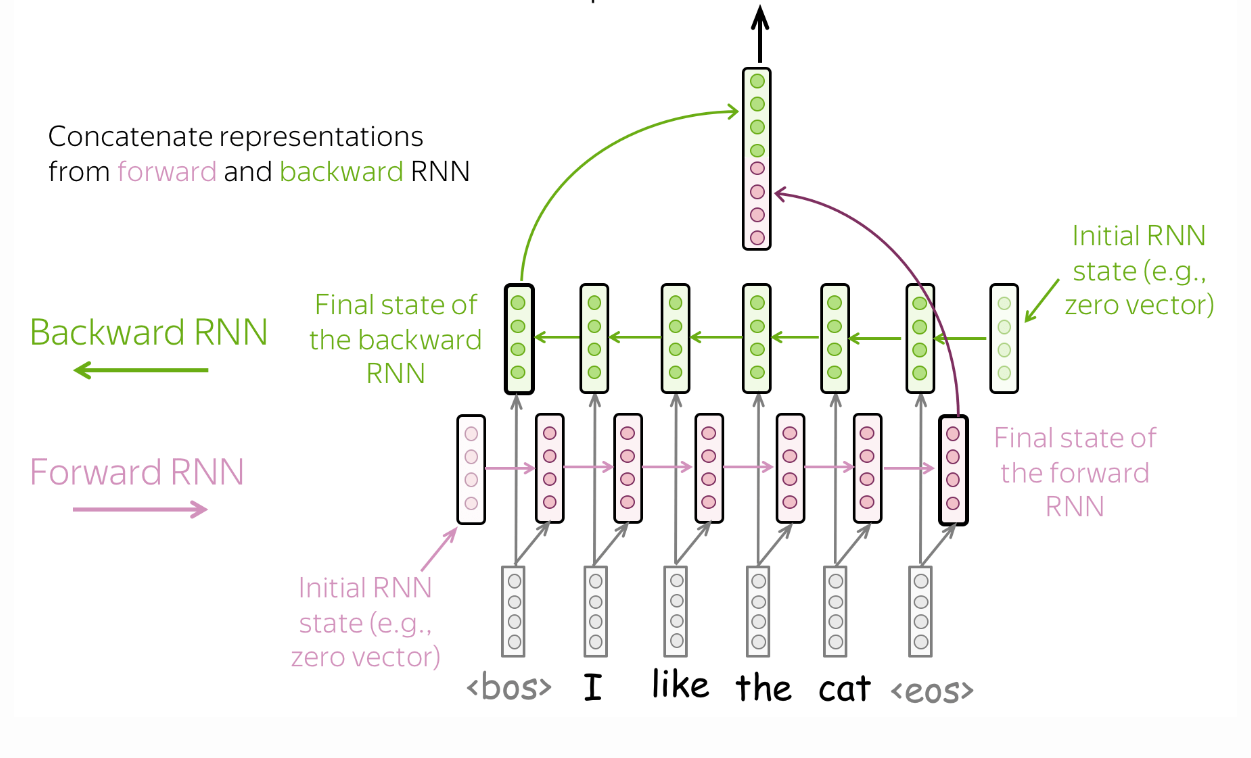 Concatenate representations
from forward and backward RNN
Initial RNN
state (e.g.,
zero vector)
Final state of
the backward
RNN
Backward RNN
Forward RNN
Final state of
the forward
RNN
Initial RNN
state (e.g.,
zero vector)
<bos> I like the cat <eos>